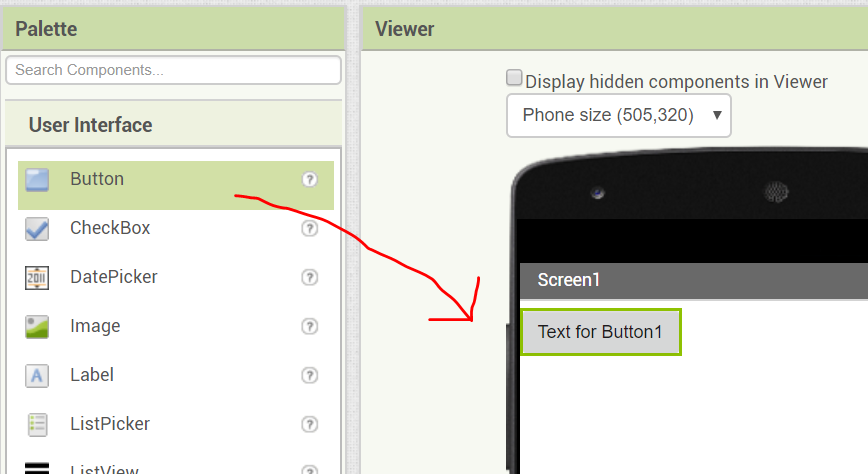 Palette
Search Components...
User Interface
Button
?
CheckBox
?
2011
DatePicker
?
Image
?
A
Label
?
ListPicker
?
ListView
?
Viewer
Display hidden components in Viewer
Phone size (505,320)
Screen1
Text for Button1